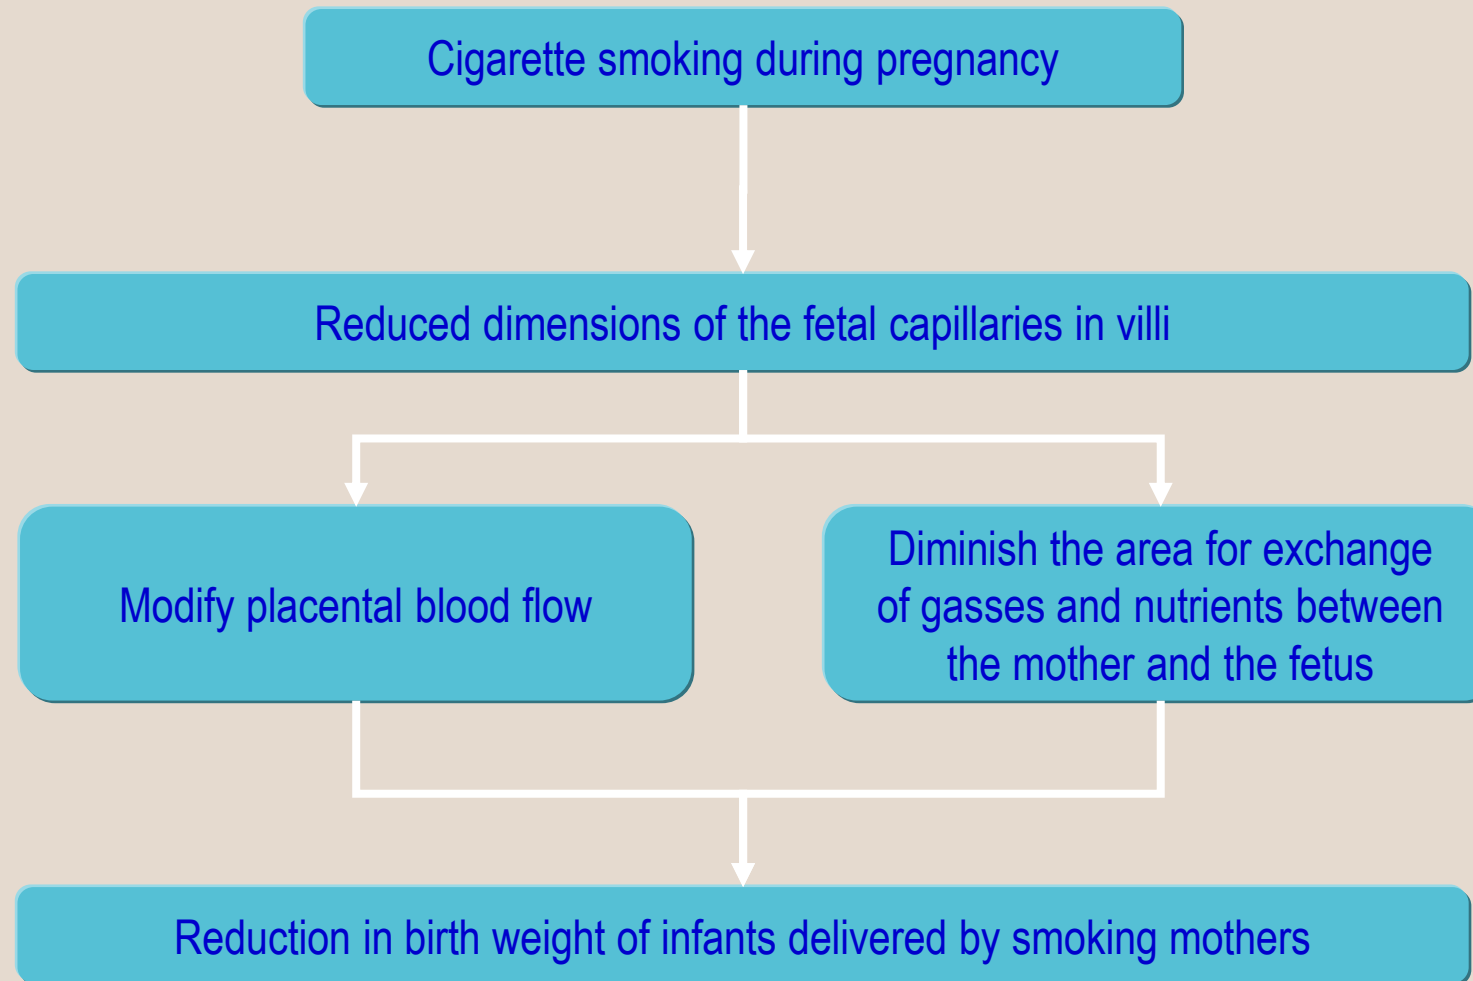 Cigarette smoking during pregnancy
Reduced dimensions of the fetal capillaries in villi
Modify placental blood flow
Diminish the area for exchange
of gasses and nutrients between
the mother and the fetus
Reduction in birth weight of infants delivered by smoking mothers